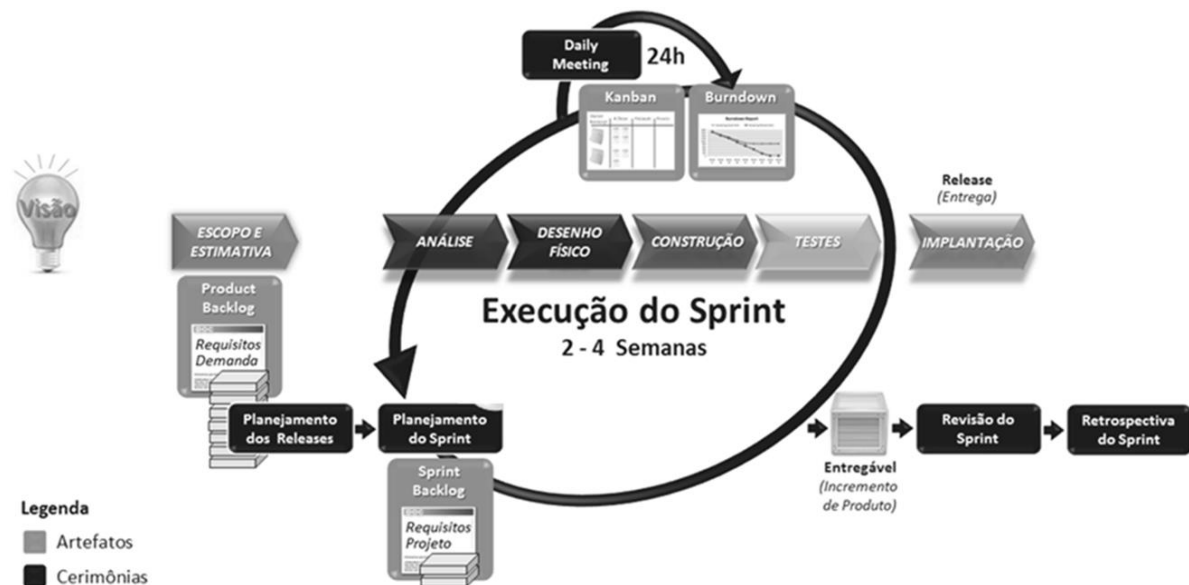 Daily
Meeting
24h
Kanban
Burndown
Visão
Release
(Entrega)
ESCOPO E
ESTIMATIVA
ANÁLISE
DESENHO
FÍSICO
CONSTRUÇÃO
TESTES
IMPLANTAÇÃO
Product
Backlog
Requisitos
Demanda
Execução do Sprint
2 - 4 Semanas
Planejamento
dos Releases
Planejamento
do Sprint
Revisão do
Sprint
Retrospectiva
do Sprint
Entregável
(Incremento
de Produto)
Sprint
Backlog
Requisitos
Projeto
Legenda
Artefatos
Cerimônias